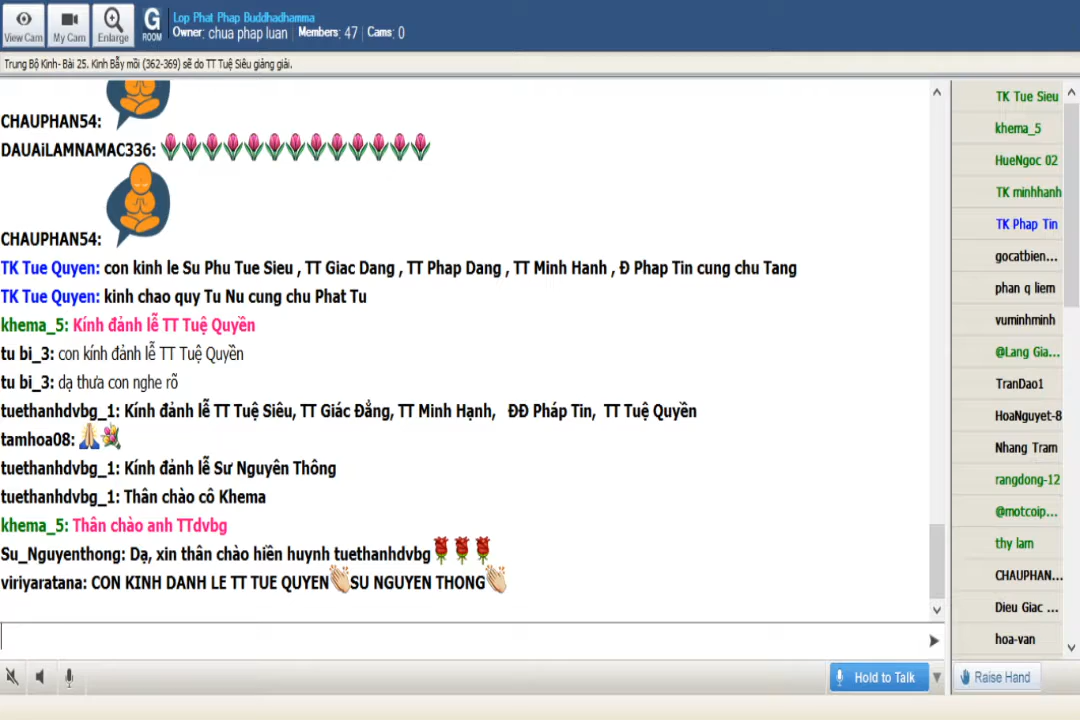 View Cam
My Cam
Enlarge
G
ROOM
Lop Phat Phap Buddhadhamma
Owner: chua phap luan | Members: 47 | Cams: 0
Trung Bộ Kinh- Bài 25. Kinh Bẫy mồi (362-369) sẽ do TT Tuệ Siêu giảng giải.
CHAUPHAN54:
DAUAiLAMNAMAC336:
CHAUPHAN54:
TK Tue Quyen: con kinh le Su Phu Tue Sieu , TT Giac Dang , TT Phap Dang , TT Minh Hanh , Đ Phap Tin cung chu Tang
TK Tue Quyen: kinh chao quy Tu Nu cung chu Phat Tu
khema_5: Kính đảnh lễ TT Tuệ Quyền
tu bi_3: con kính đảnh lễ TT Tuệ Quyền
tu bi_3: dạ thưa con nghe rõ
tuethanhdvbg_1: Kính đảnh lễ TT Tuệ Siêu, TT Giác Đẳng, TT Minh Hạnh, ĐĐ Pháp Tin, TT Tuệ Quyền
tamhoa08:
tuethanhdvbg_1: Kính đảnh lễ Sư Nguyên Thông
tuethanhdvbg_1: Thân chào cô Khema
khema_5: Thân chào anh TTdvbg
Su_Nguyenthong: Dạ, xin thân chào hiền huynh tuethanhdvbg
viriyaratana: CON KINH DANH LE TT TUE QUYEN SU NGUYEN THONG
TK Tue Sieu
khema_5
HueNgoc 02
TK minhhanh
TK Phap Tin
gocatbien...
phan q liem
vuminhminh
@Lang Gia...
TranDao1
HoaNguyet-8
Nhang Tram
rangdong-12
@motcoip...
thy lam
CHAUPHAN...
Dieu Giac ...
hoa-van
Hold to Talk
Raise Hand